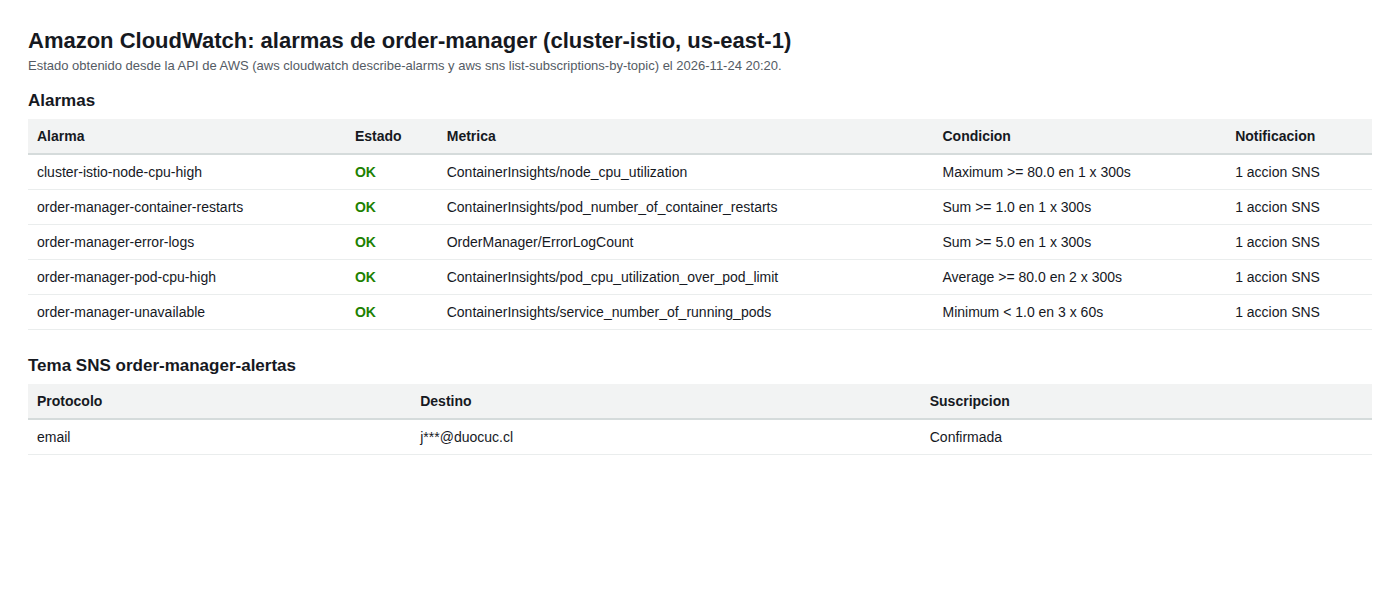 Amazon CloudWatch: alarmas de order-manager (cluster-istio, us-east-1)
Estado obtenido desde la API de AWS (aws cloudwatch describe-alarms y aws sns list-subscriptions-by-topic) el 2026-11-24 20:20.
Alarmas
Alarma Estado Metrica Condicion Notificacion
cluster-istio-node-cpu-high OK ContainerInsights/node_cpu_utilization Maximum >= 80.0 en 1 x 300s 1 accion SNS
order-manager-container-restarts OK ContainerInsights/pod_number_of_container_restarts Sum >= 1.0 en 1 x 300s 1 accion SNS
order-manager-error-logs OK OrderManager/ErrorLogCount Sum >= 5.0 en 1 x 300s 1 accion SNS
order-manager-pod-cpu-high OK ContainerInsights/pod_cpu_utilization_over_pod_limit Average >= 80.0 en 2 x 300s 1 accion SNS
order-manager-unavailable OK ContainerInsights/service_number_of_running_pods Minimum < 1.0 en 3 x 60s 1 accion SNS
Tema SNS order-manager-alertas
Protocolo Destino Suscripcion
email j***@duocuc.cl Confirmada